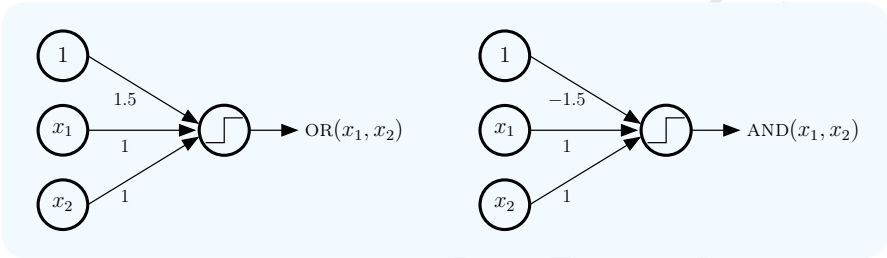 1
1.5
x₁
1
OR(x₁, x₂)
x₂
1
1
−1.5
x₁
1
AND(x₁, x₂)
x₂
1